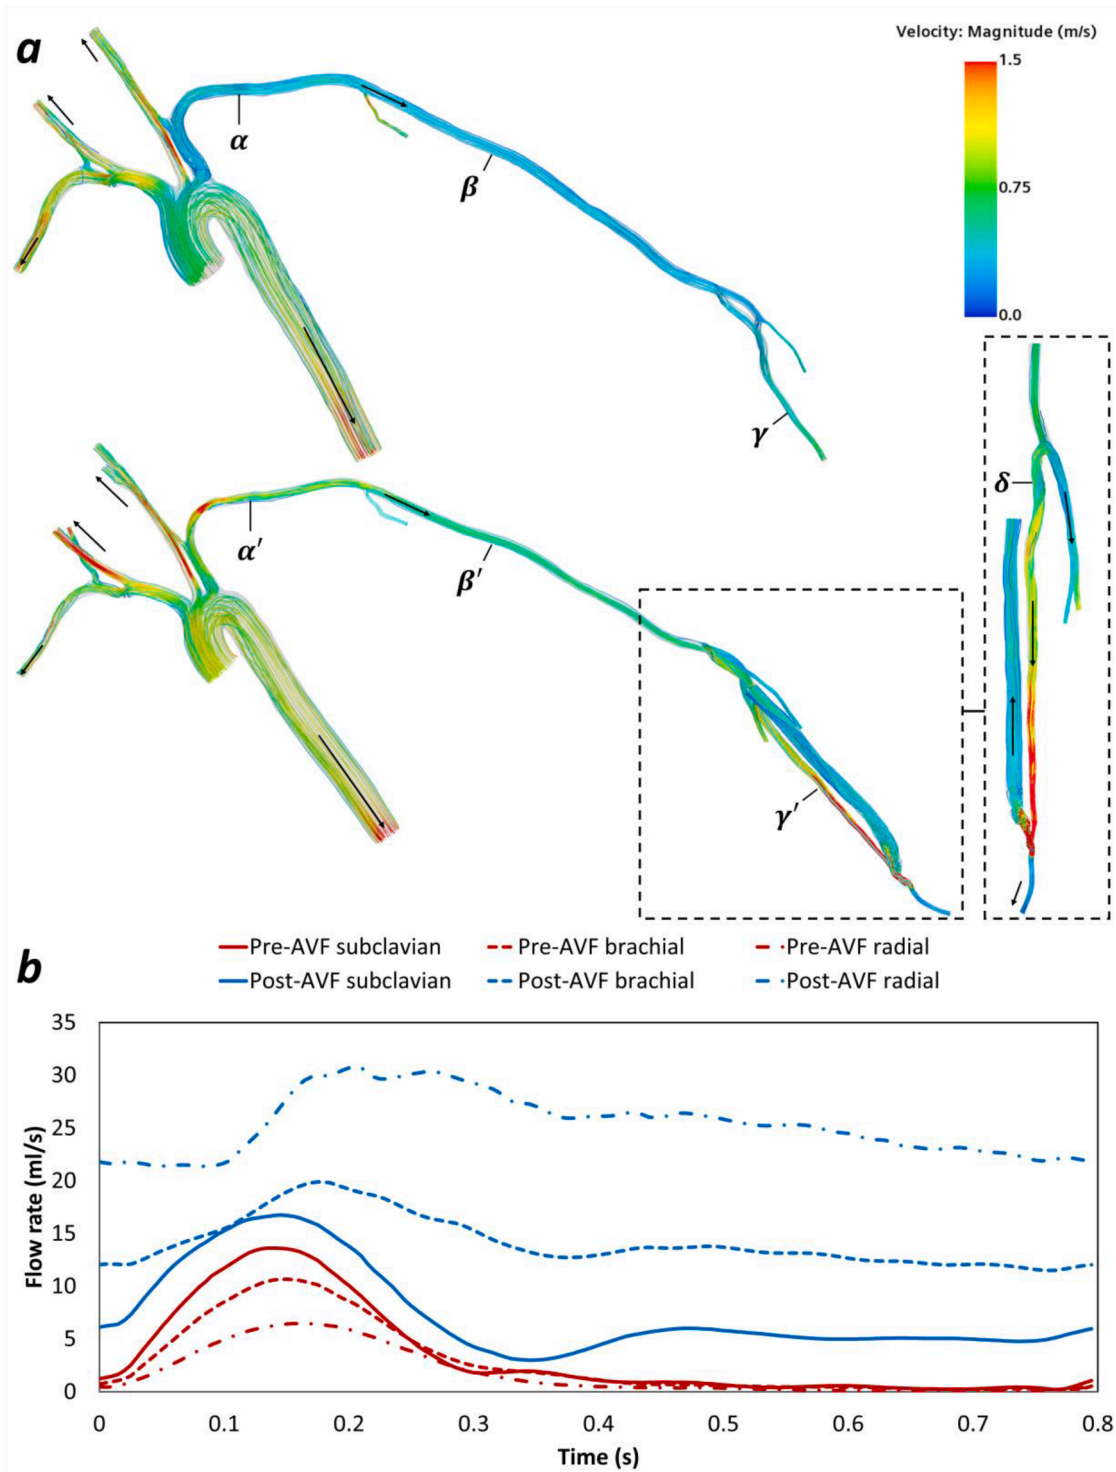 a
Velocity: Magnitude (m/s)
1.5
0.75
0.0
α
β
γ
α′
β′
γ′
δ
b
Pre-AVF subclavian Pre-AVF brachial Pre-AVF radial
Post-AVF subclavian Post-AVF brachial Post-AVF radial
Flow rate (ml/s)
35
30
25
20
15
10
5
0
0 0.1 0.2 0.3 0.4 0.5 0.6 0.7 0.8
Time (s)